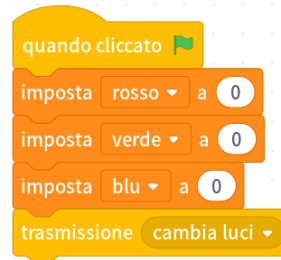 quando cliccato
imposta rosso a 0
imposta verde a 0
imposta blu a 0
trasmissione cambia luci